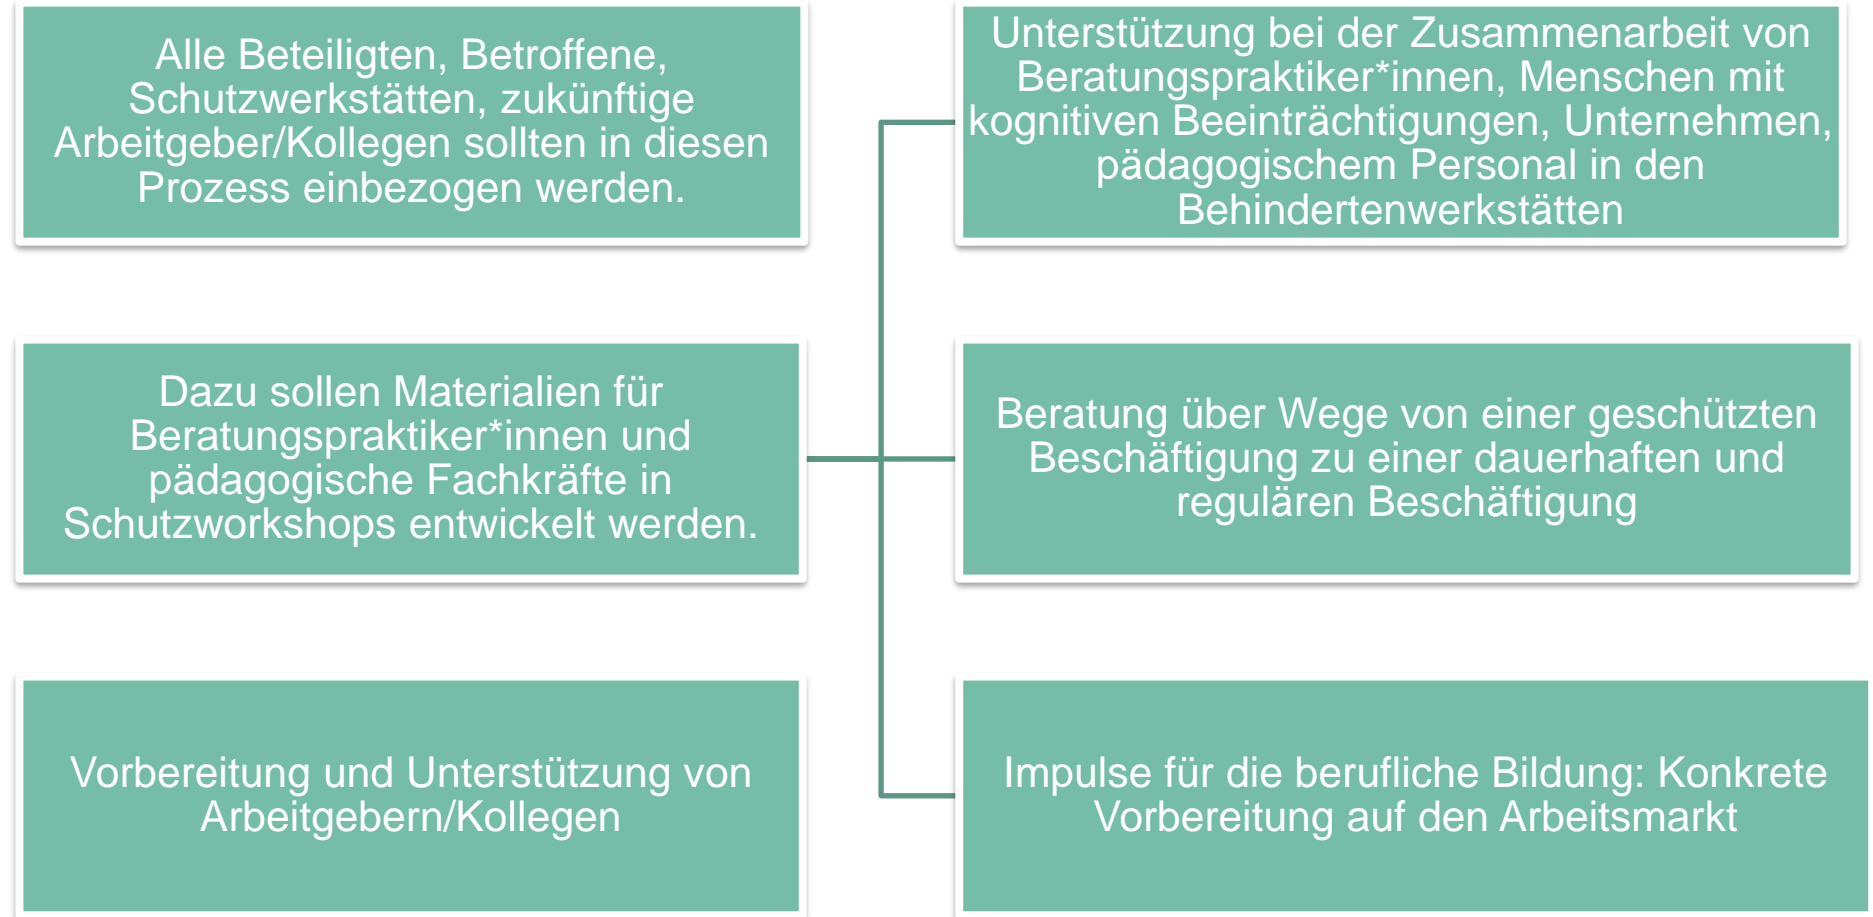 Alle Beteiligten, Betroffene,
Schutzwerkstätten, zukünftige
Arbeitgeber/Kollegen sollten in diesen
Prozess einbezogen werden.
Dazu sollen Materialien für
Beratungspraktiker*innen und
pädagogische Fachkräfte in
Schutzworkshops entwickelt werden.
Unterstützung bei der Zusammenarbeit von
Beratungspraktiker*innen, Menschen mit
kognitiven Beeinträchtigungen, Unternehmen,
pädagogischem Personal in den
Behindertenwerkstätten
Beratung über Wege von einer geschützten
Beschäftigung zu einer dauerhaften und
regulären Beschäftigung
Impulse für die berufliche Bildung: Konkrete
Vorbereitung auf den Arbeitsmarkt
Vorbereitung und Unterstützung von
Arbeitgebern/Kollegen